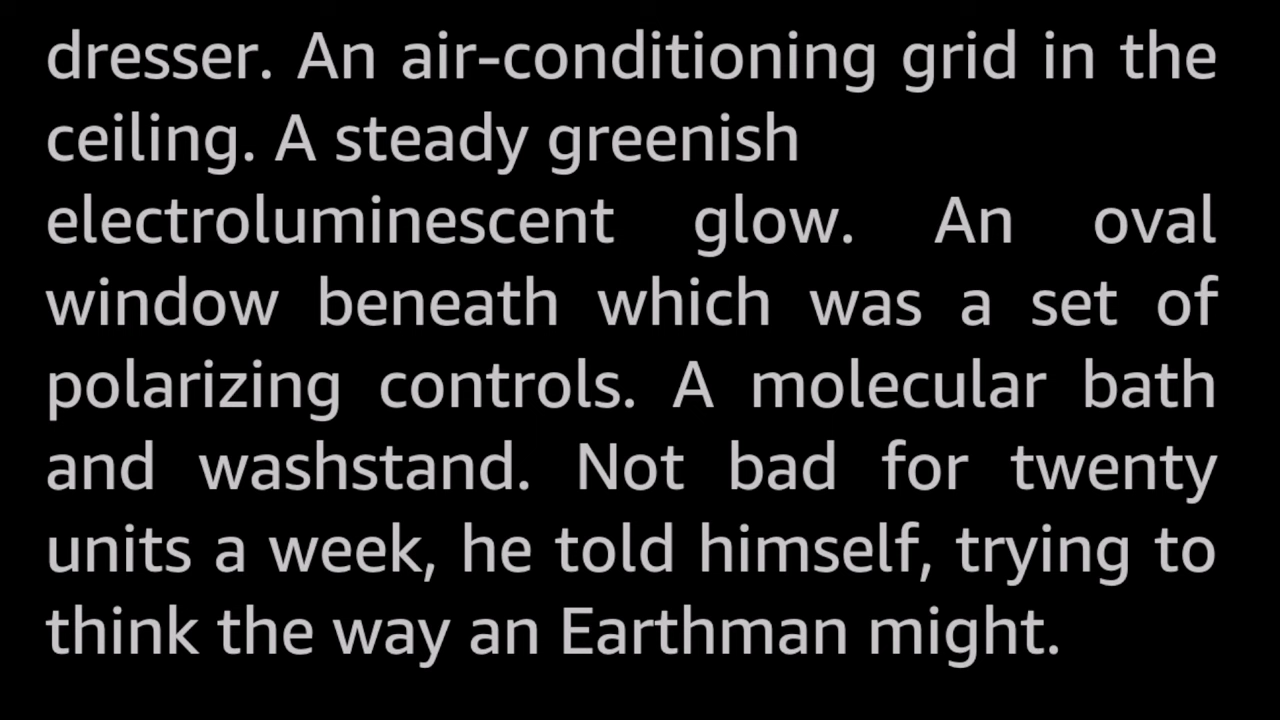 dresser. An air-conditioning grid in the
ceiling. A steady greenish
electroluminescent glow. An oval
window beneath which was a set of
polarizing controls. A molecular bath
and washstand. Not bad for twenty
units a week, he told himself, trying to
think the way an Earthman might.